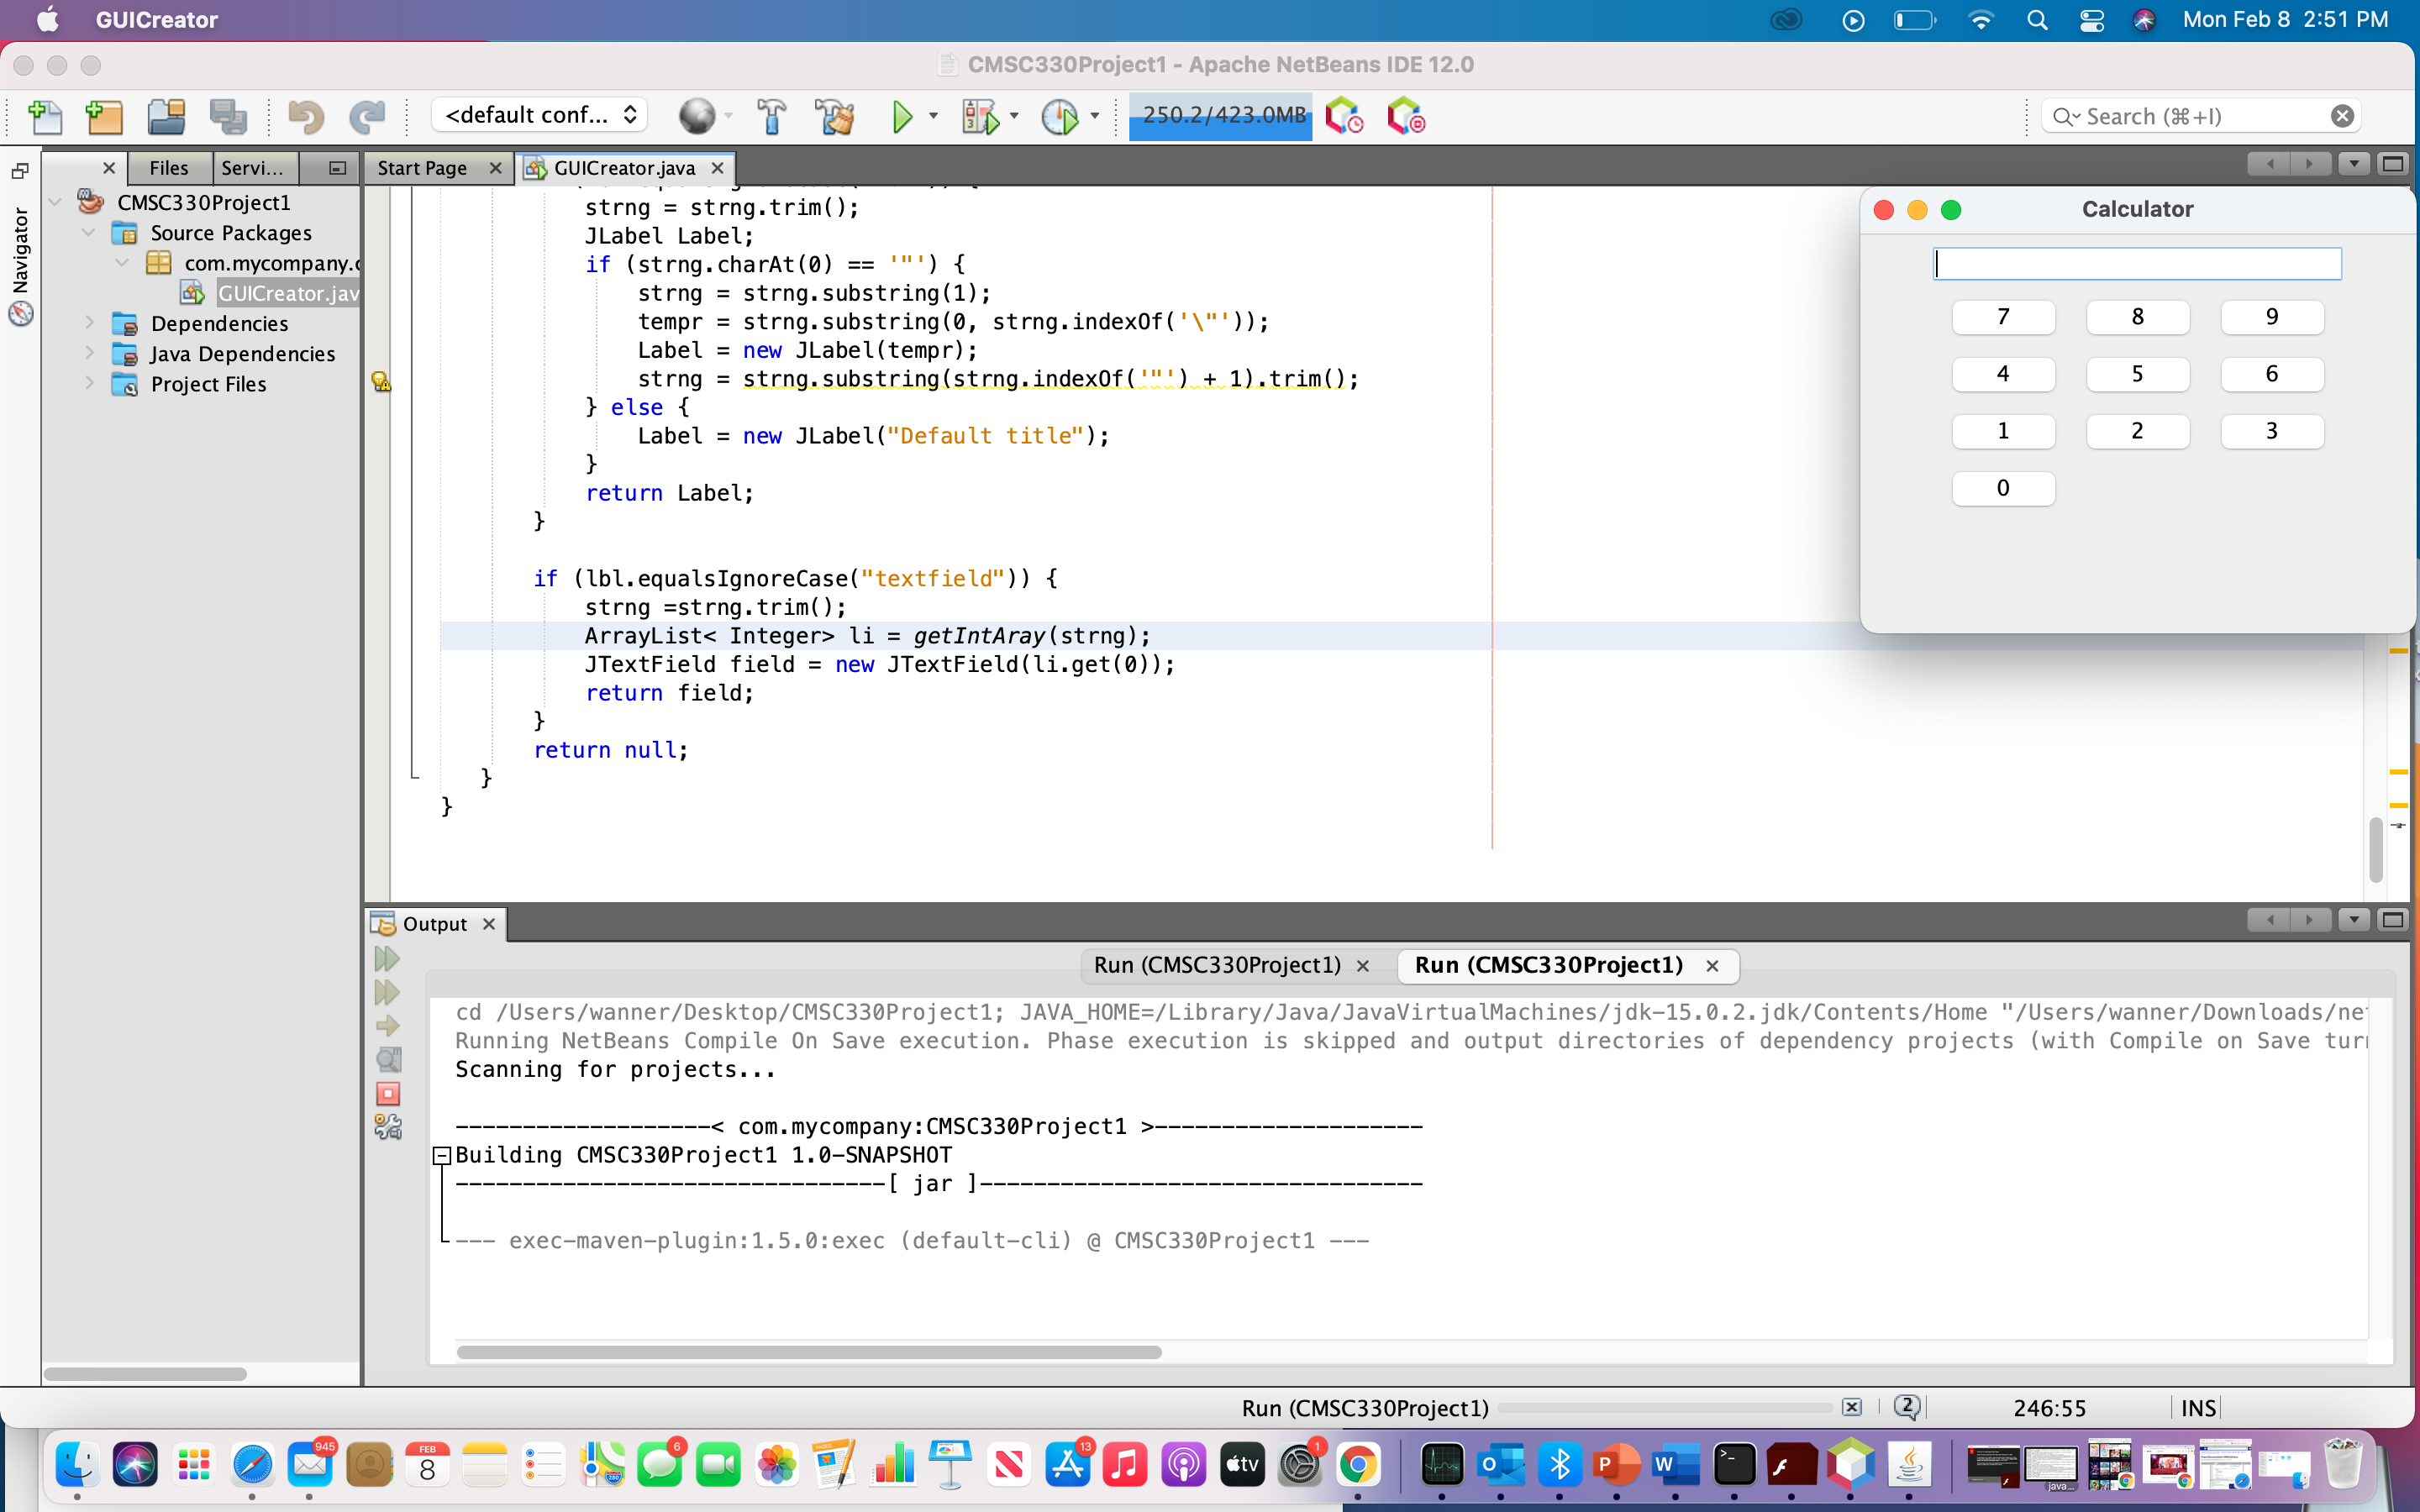 GUICreator
Mon Feb 8 2:51 PM
CMSC330Project1 - Apache NetBeans IDE 12.0
<default conf...
250.2/423.0MB
Search (⌘+I)
Files
Servi...
Start Page
GUICreator.java
Navigator
CMSC330Project1
Source Packages
com.mycompany.c
GUICreator.jav
Dependencies
Java Dependencies
Project Files
strng = strng.trim();
JLabel Label;
if (strng.charAt(0) == '"') {
strng = strng.substring(1);
tempr = strng.substring(0, strng.indexOf('\"'));
Label = new JLabel(tempr);
strng = strng.substring(strng.indexOf('"') + 1).trim();
} else {
Label = new JLabel("Default title");
}
return Label;
}
if (lbl.equalsIgnoreCase("textfield")) {
strng =strng.trim();
ArrayList< Integer> li = getIntAray(strng);
JTextField field = new JTextField(li.get(0));
return field;
}
return null;
}
}
Calculator
7 8 9
4 5 6
1 2 3
0
Output
Run (CMSC330Project1)
Run (CMSC330Project1)
cd /Users/wanner/Desktop/CMSC330Project1; JAVA_HOME=/Library/Java/JavaVirtualMachines/jdk-15.0.2.jdk/Contents/Home "/Users/wanner/Downloads/net
Running NetBeans Compile On Save execution. Phase execution is skipped and output directories of dependency projects (with Compile on Save turn
Scanning for projects...
-------------------< com.mycompany:CMSC330Project1 >--------------------
Building CMSC330Project1 1.0-SNAPSHOT
--------------------------------[ jar ]---------------------------------
--- exec-maven-plugin:1.5.0:exec (default-cli) @ CMSC330Project1 ---
Run (CMSC330Project1)
2
246:55
INS
945
FEB
8
280
6
PAGES
13
tv
1
O
P
W
>_
java...